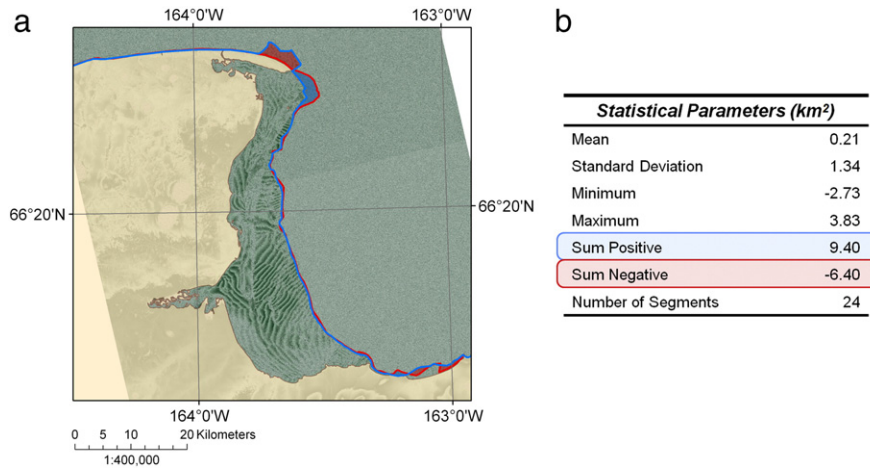 a
164°0'W 163°0'W
66°20'N 66°20'N
164°0'W 163°0'W
0 5 10 20 Kilometers
1:400,000
b
Statistical Parameters (km²)
Mean 0.21
Standard Deviation 1.34
Minimum -2.73
Maximum 3.83
Sum Positive 9.40
Sum Negative -6.40
Number of Segments 24